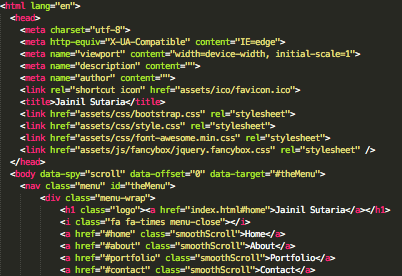 <html lang="en">
<head>
<meta charset="utf-8">
<meta http-equiv="X-UA-Compatible" content="IE=edge">
<meta name="viewport" content="width=device-width, initial-scale=1">
<meta name="description" content="">
<meta name="author" content="">
<link rel="shortcut icon" href="assets/ico/favicon.ico">
<title>Jainil Sutaria</title>
<link href="assets/css/bootstrap.css" rel="stylesheet">
<link href="assets/css/style.css" rel="stylesheet">
<link href="assets/css/font-awesome.min.css" rel="stylesheet">
<link href="assets/js/fancybox/jquery.fancybox.css" rel="stylesheet" />
</head>
<body data-spy="scroll" data-offset="0" data-target="#theMenu">
<nav class="menu" id="theMenu">
<div class="menu-wrap">
<h1 class="logo"><a href="index.html#home">Jainil Sutaria</a></h1>
<i class="fa fa-times menu-close"></i>
<a href="#home" class="smoothScroll">Home</a>
<a href="#about" class="smoothScroll">About</a>
<a href="#portfolio" class="smoothScroll">Portfolio</a>
<a href="#contact" class="smoothScroll">Contact</a>